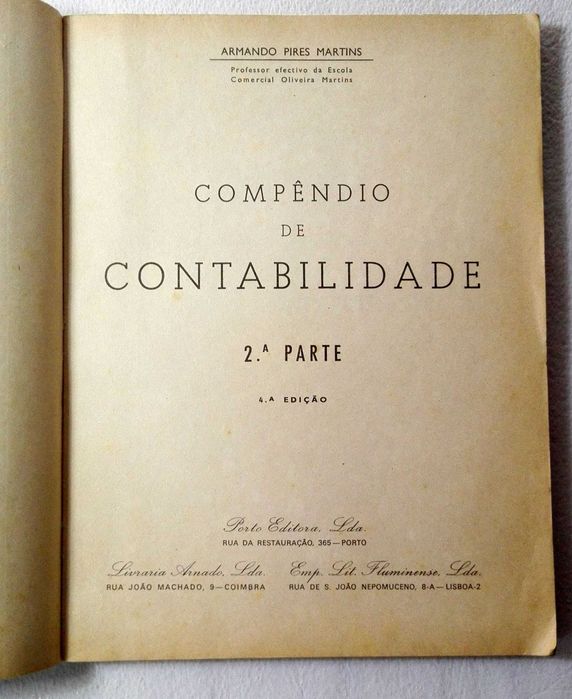 ARMANDO PIRES MARTINS
Professor efectivo da Escola
Comercial Oliveira Martins
COMPÊNDIO
DE
CONTABILIDADE
2.ª PARTE
4.ª EDIÇÃO
Porto Editora, Lda.
RUA DA RESTAURAÇÃO, 365 — PORTO
Livraria Arnado, Lda.
RUA JOÃO MACHADO, 9 — COIMBRA
Emp. Lit. Fluminense, Lda.
RUA DE S. JOÃO NEPOMUCENO, 8-A — LISBOA-2